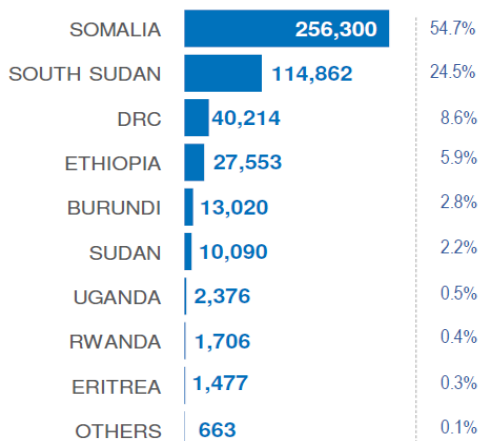 SOMALIA 256,300 54.7%
SOUTH SUDAN 114,862 24.5%
DRC 40,214 8.6%
ETHIOPIA 27,553 5.9%
BURUNDI 13,020 2.8%
SUDAN 10,090 2.2%
UGANDA 2,376 0.5%
RWANDA 1,706 0.4%
ERITREA 1,477 0.3%
OTHERS 663 0.1%